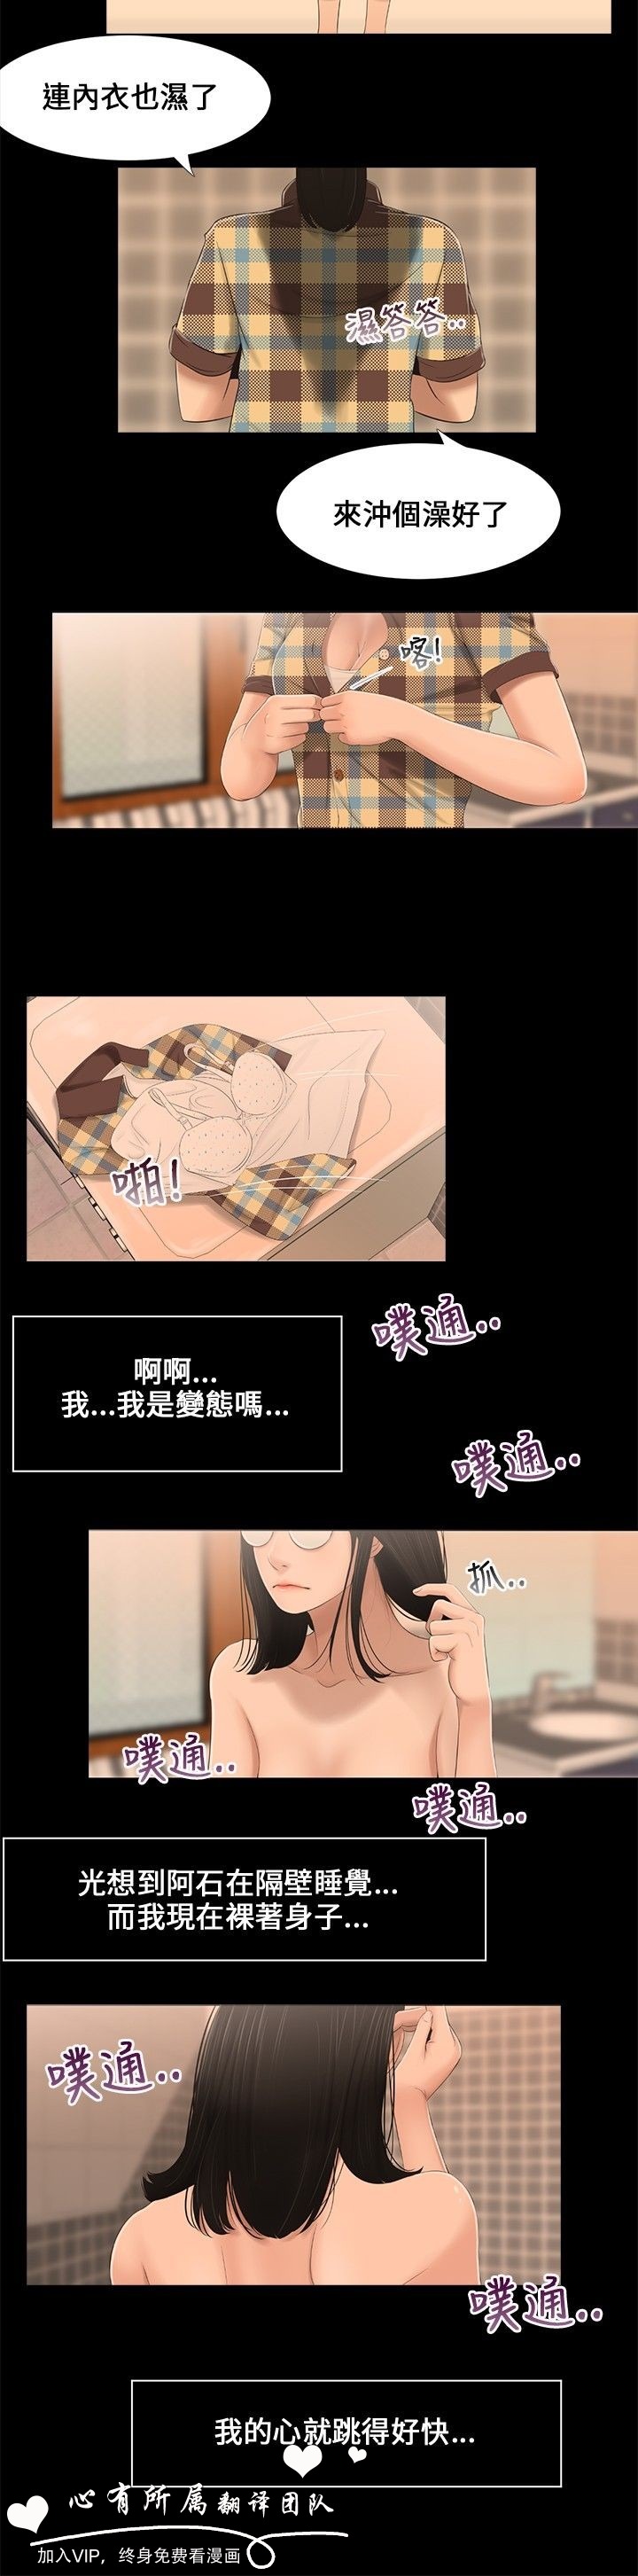 連內衣也濕了
濕答答..
來沖個澡好了
喀!
啪!
噗通..
啊啊...
我...我是變態嗎...
噗通..
抓..
噗通..
噗通..
光想到阿石在隔壁睡覺...
而我現在裸著身子...
噗通..
噗通..
我的心就跳得好快...
心有所属翻译团队
加入VIP，终身免费看漫画